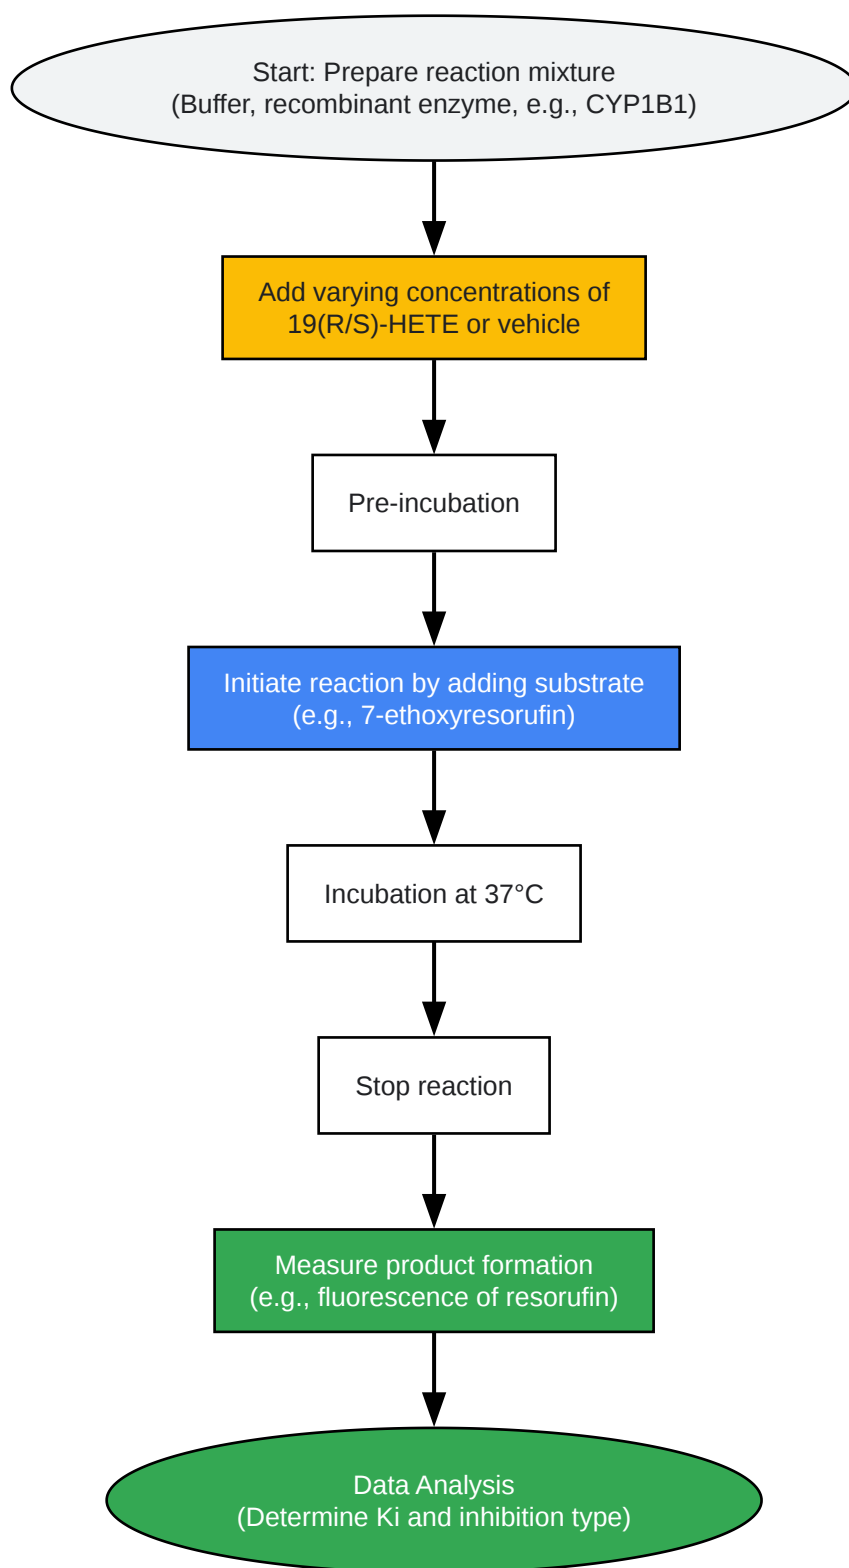 Start: Prepare reaction mixture
(Buffer, recombinant enzyme, e.g., CYP1B1)
Add varying concentrations of
19(R/S)-HETE or vehicle
Pre-incubation
Initiate reaction by adding substrate
(e.g., 7-ethoxyresorufin)
Incubation at 37°C
Stop reaction
Measure product formation
(e.g., fluorescence of resorufin)
Data Analysis
(Determine Ki and inhibition type)